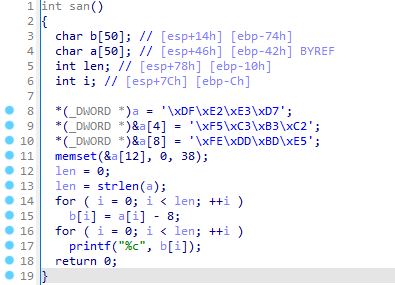 1 int san()
2 {
3 char b[50]; // [esp+14h] [ebp-74h]
4 char a[50]; // [esp+46h] [ebp-42h] BYREF
5 int len; // [esp+78h] [ebp-10h]
6 int i; // [esp+7Ch] [ebp-Ch]
7
8 *(_DWORD *)a = '\xDF\xE2\xE3\xD7';
9 *(_DWORD *)&a[4] = '\xF5\xC3\xB3\xC2';
10 *(_DWORD *)&a[8] = '\xFE\xDD\xBD\xE5';
11 memset(&a[12], 0, 38);
12 len = 0;
13 len = strlen(a);
14 for ( i = 0; i < len; ++i )
15 b[i] = a[i] - 8;
16 for ( i = 0; i < len; ++i )
17 printf("%c", b[i]);
18 return 0;
19 }